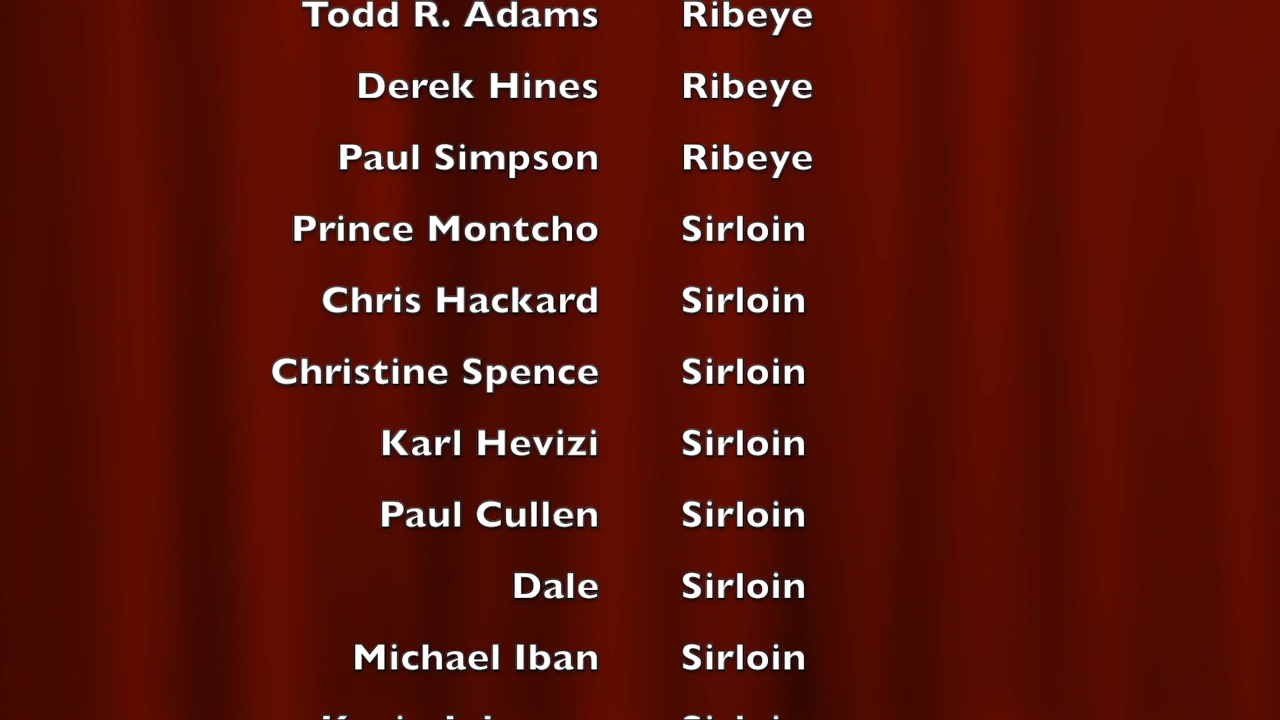 Todd R. Adams Ribeye
Derek Hines Ribeye
Paul Simpson Ribeye
Prince Montcho Sirloin
Chris Hackard Sirloin
Christine Spence Sirloin
Karl Hevizi Sirloin
Paul Cullen Sirloin
Dale Sirloin
Michael Iban Sirloin